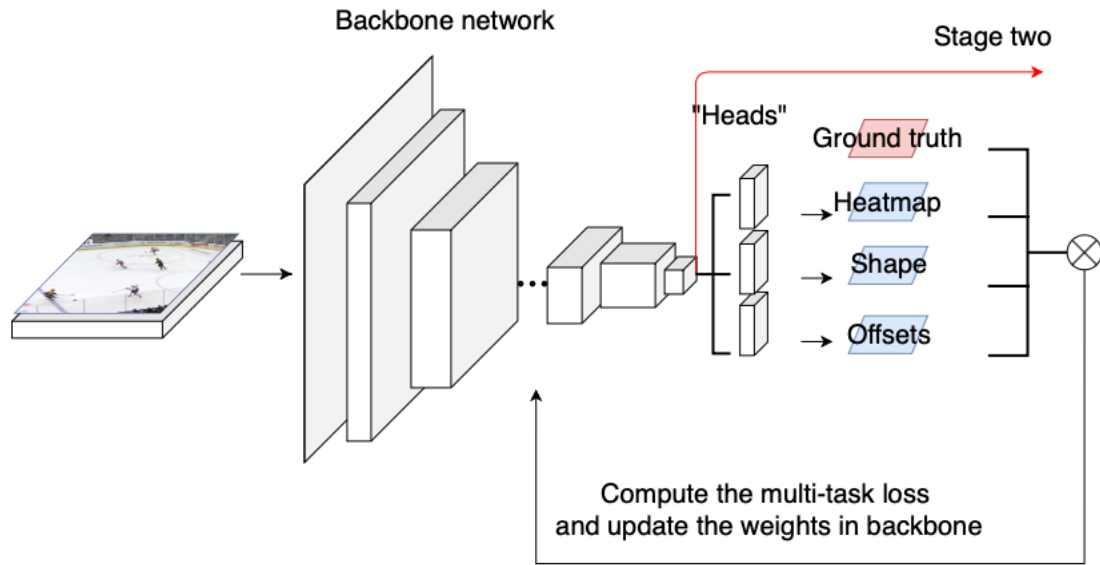 Backbone network
Stage two
"Heads"
Ground truth
Heatmap
Shape
Offsets
Compute the multi-task loss
and update the weights in backbone